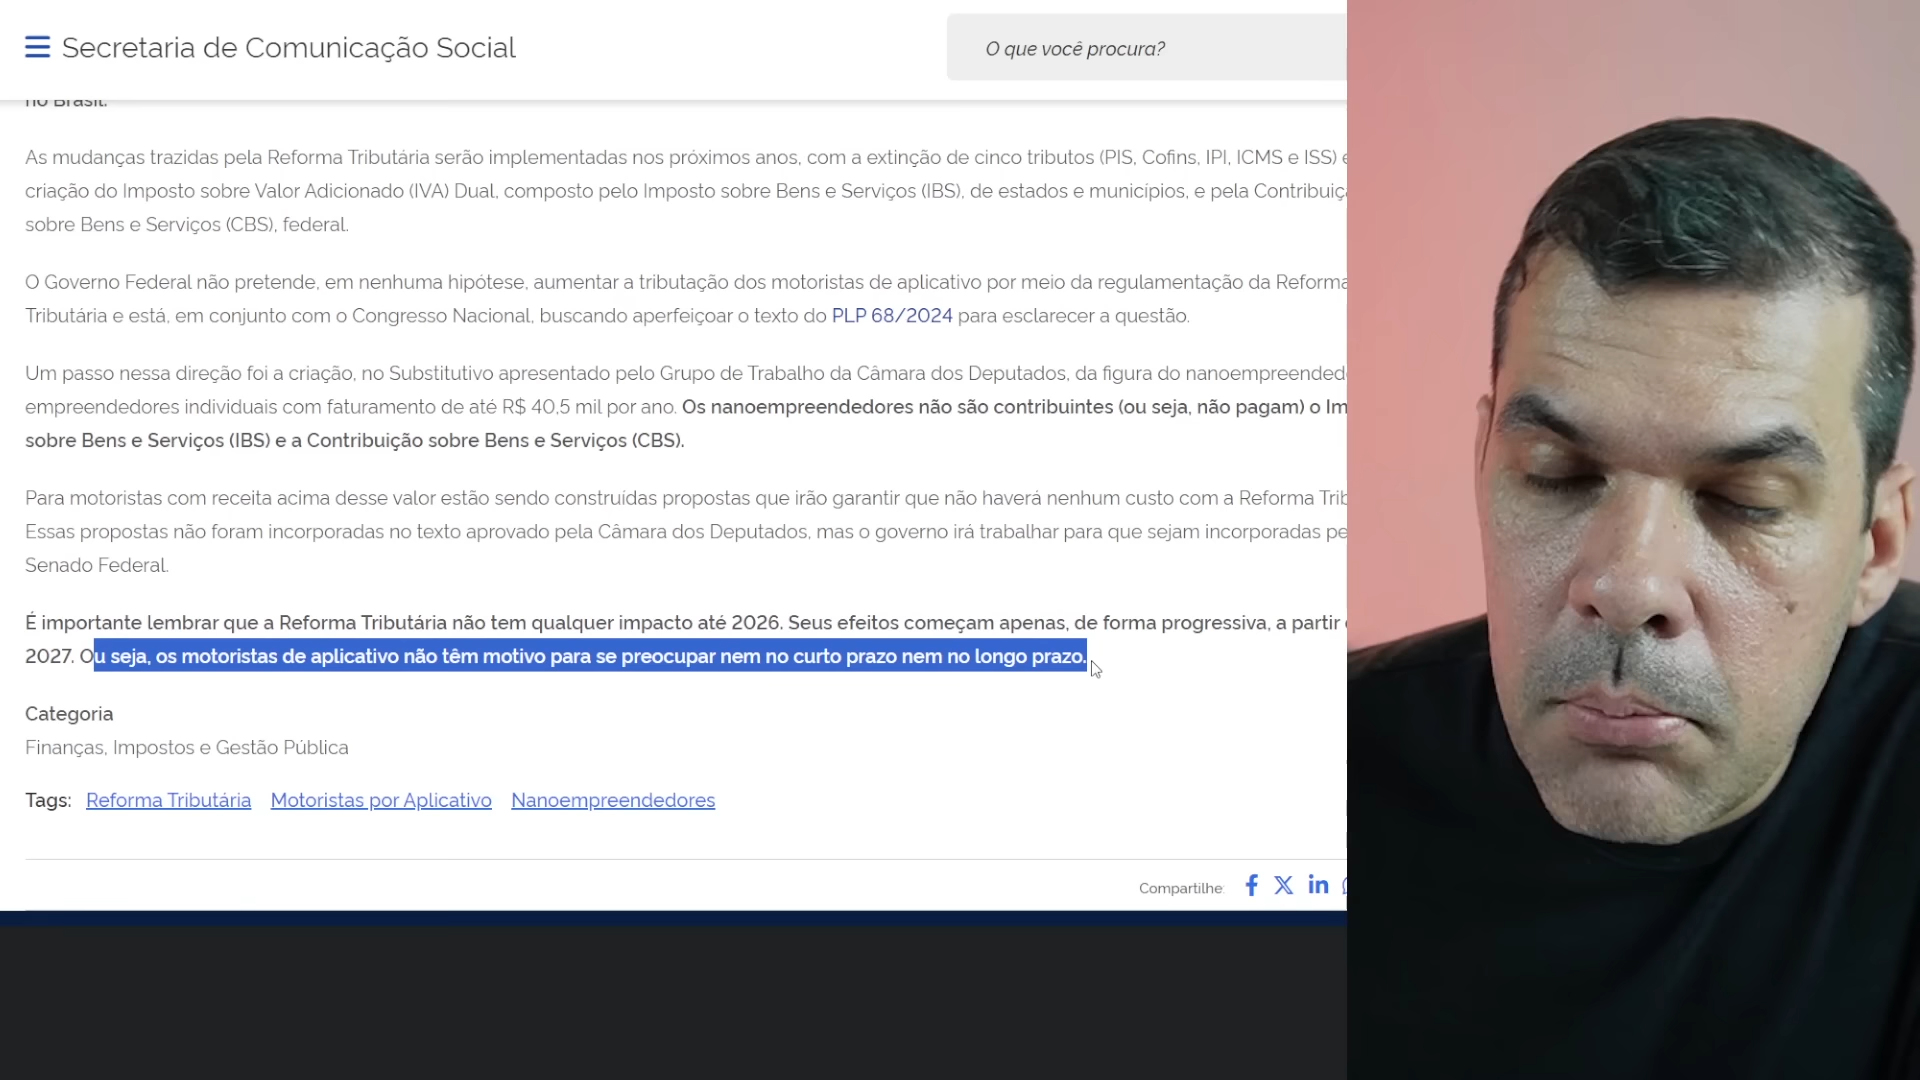 Secretaria de Comunicação Social
O que você procura?
no Brasil.
As mudanças trazidas pela Reforma Tributária serão implementadas nos próximos anos, com a extinção de cinco tributos (PIS, Cofins, IPI, ICMS e ISS)
criação do Imposto sobre Valor Adicionado (IVA) Dual, composto pelo Imposto sobre Bens e Serviços (IBS), de estados e municípios, e pela
sobre Bens e Serviços (CBS), federal.
O Governo Federal não pretende, em nenhuma hipótese, aumentar a tributação dos motoristas de aplicativo por meio da regulamentação da Reforma
Tributária e está, em conjunto com o Congresso Nacional, buscando aperfeiçoar o texto do PLP 68/2024 para esclarecer a questão.
Um passo nessa direção foi a criação, no Substitutivo apresentado pelo Grupo de Trabalho da Câmara dos Deputados, da figura do
empreendedores individuais com faturamento de até R$ 40,5 mil por ano. Os nanoempreendedores não são contribuintes (ou seja, não pagam) o
sobre Bens e Serviços (IBS) e a Contribuição sobre Bens e Serviços (CBS).
Para motoristas com receita acima desse valor estão sendo construídas propostas que irão garantir que não haverá nenhum custo com a Reforma
Essas propostas não foram incorporadas no texto aprovado pela Câmara dos Deputados, mas o governo irá trabalhar para que sejam incorporadas
Senado Federal.
É importante lembrar que a Reforma Tributária não tem qualquer impacto até 2026. Seus efeitos começam apenas, de forma progressiva, a partir
2027. Ou seja, os motoristas de aplicativo não têm motivo para se preocupar nem no curto prazo nem no longo prazo.
Categoria
Finanças, Impostos e Gestão Pública
Tags: Reforma Tributária Motoristas por Aplicativo Nanoempreendedores
Compartilhe: